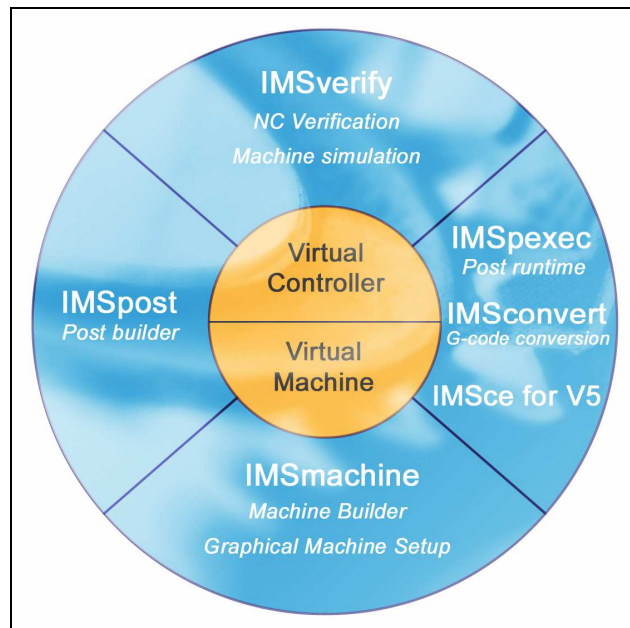 IMSverify
NC Verification
Machine simulation
Virtual
Controller
IMSpexec
Post runtime
IMSpost
Post builder
IMSconvert
G-code conversion
Virtual
Machine
IMSce for V5
IMSmachine
Machine Builder
Graphical Machine Setup